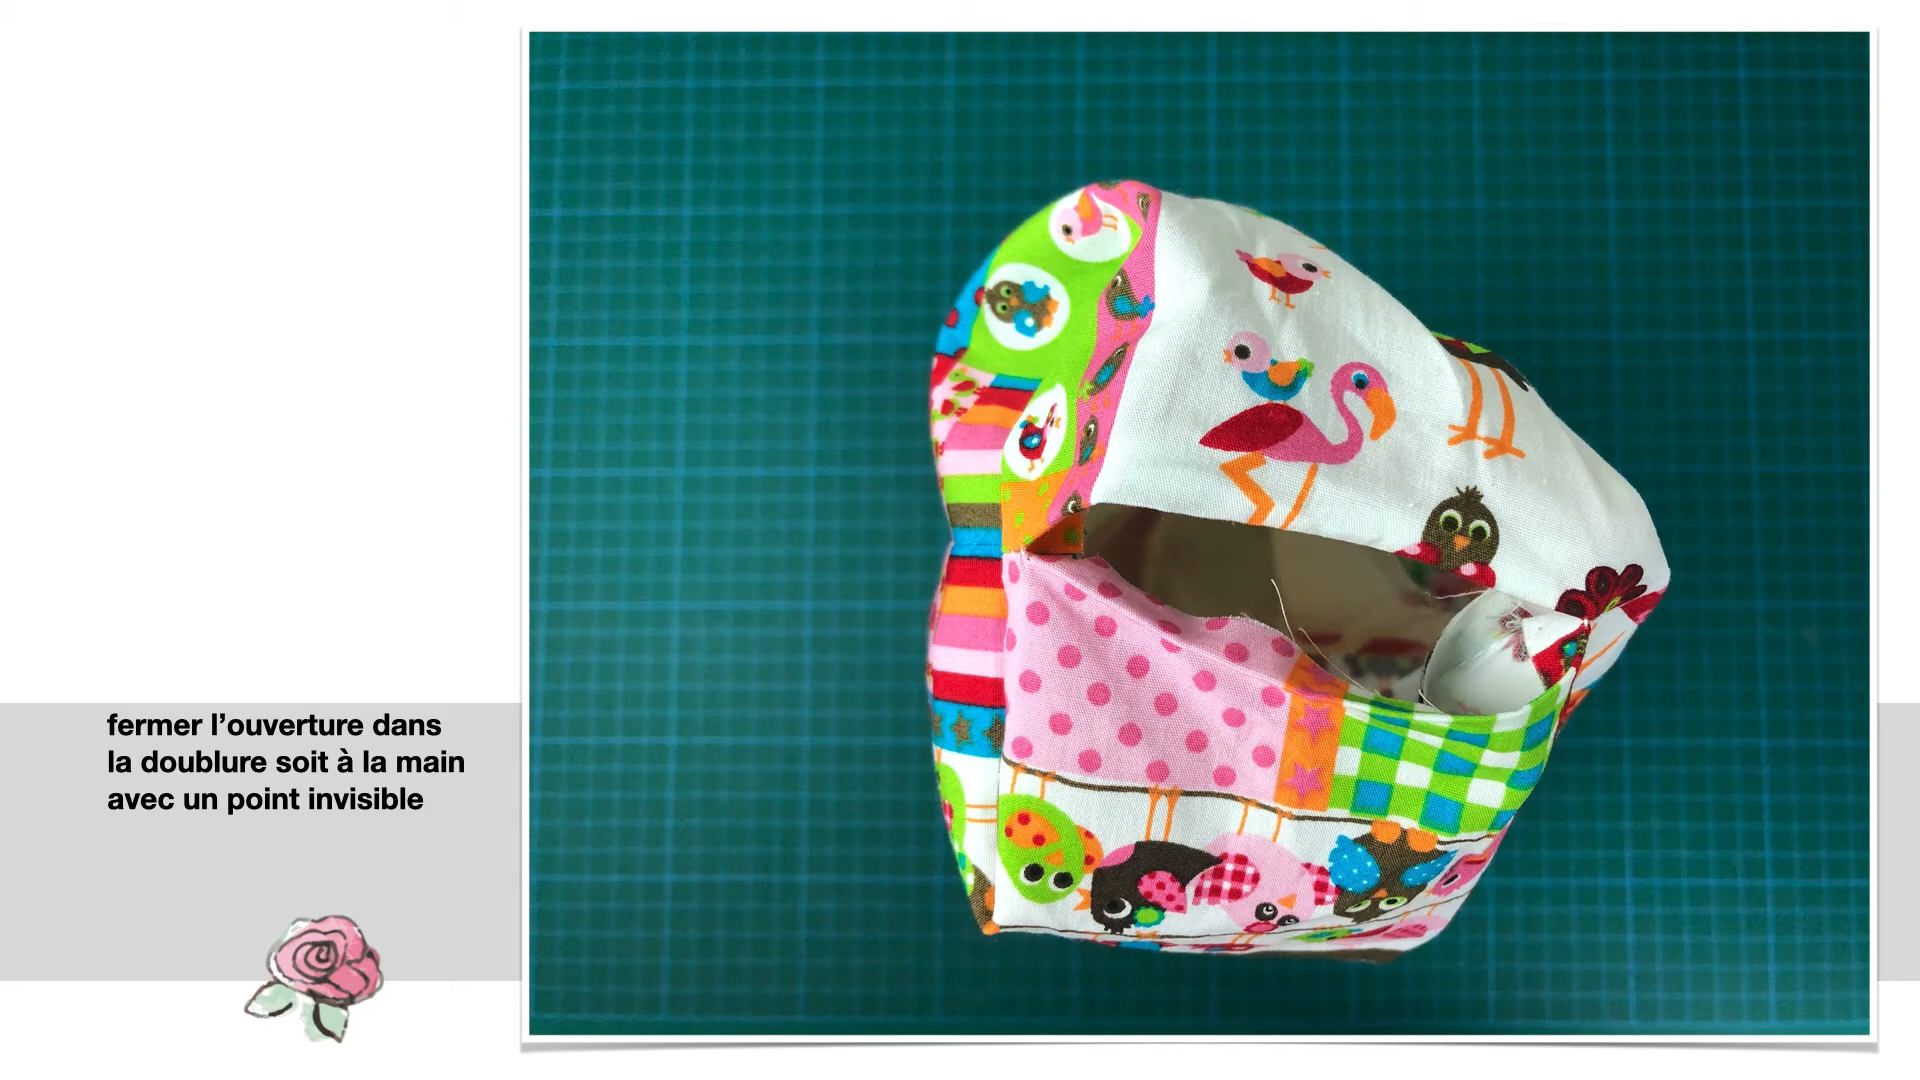 fermer l’ouverture dans
la doublure soit à la main
avec un point invisible